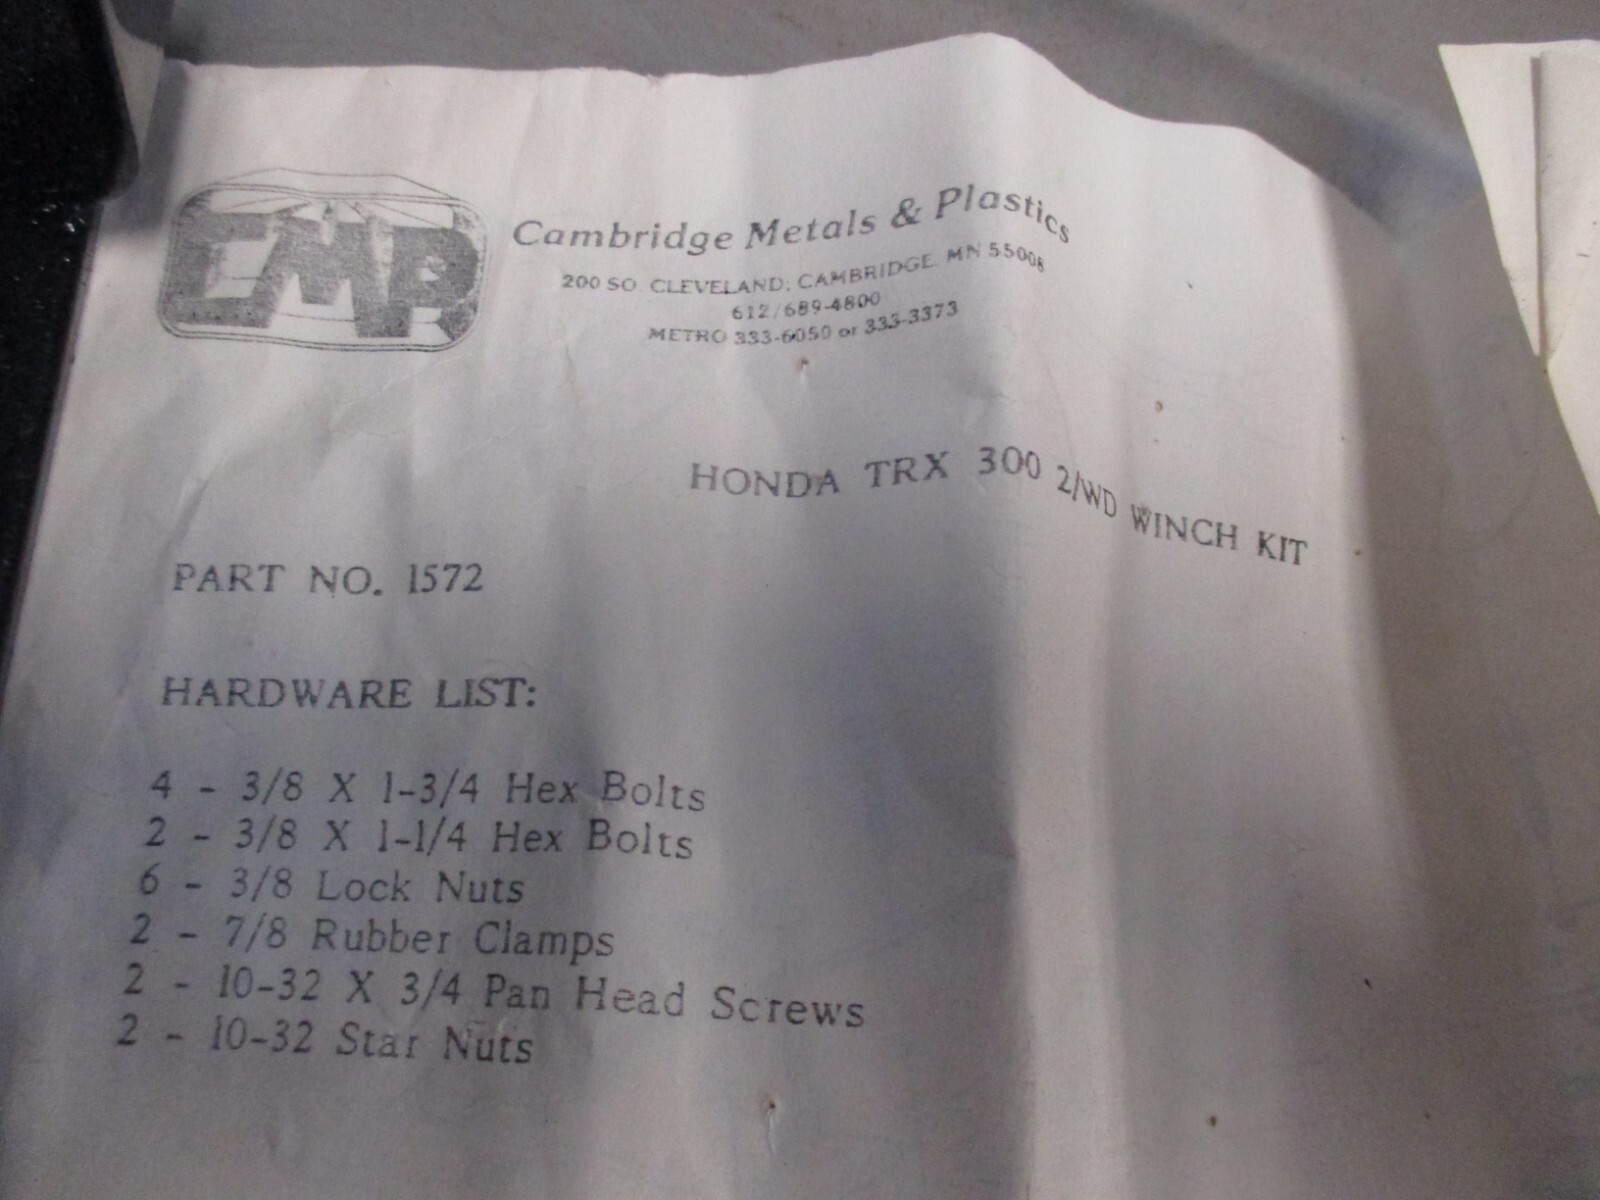 CMP
Cambridge Metals & Plastics
200 SO. CLEVELAND; CAMBRIDGE, MN 55008
612/689-4800
METRO 333-6050 or 333-3373
HONDA TRX 300 2/WD WINCH KIT
PART NO. 1572
HARDWARE LIST:
4 - 3/8 X 1-3/4 Hex Bolts
2 - 3/8 X 1-1/4 Hex Bolts
6 - 3/8 Lock Nuts
2 - 7/8 Rubber Clamps
2 - 10-32 X 3/4 Pan Head Screws
2 - 10-32 Star Nuts